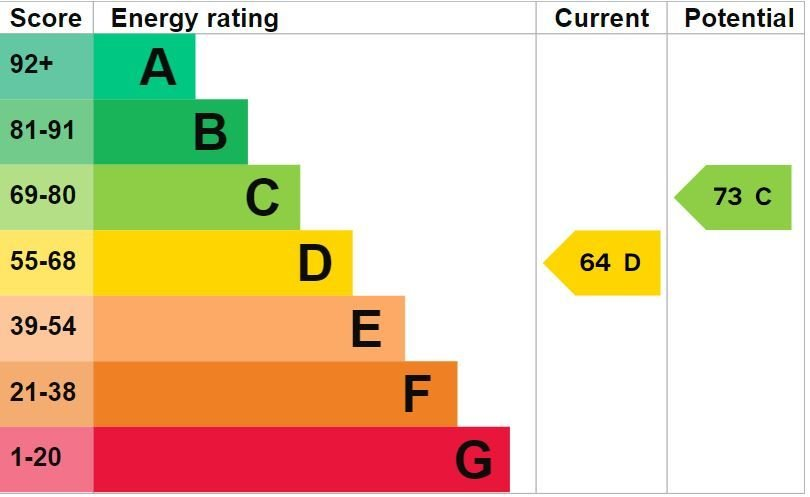 Score Energy rating Current Potential
92+ A
81-91 B
69-80 C 73 C
55-68 D 64 D
39-54 E
21-38 F
1-20 G